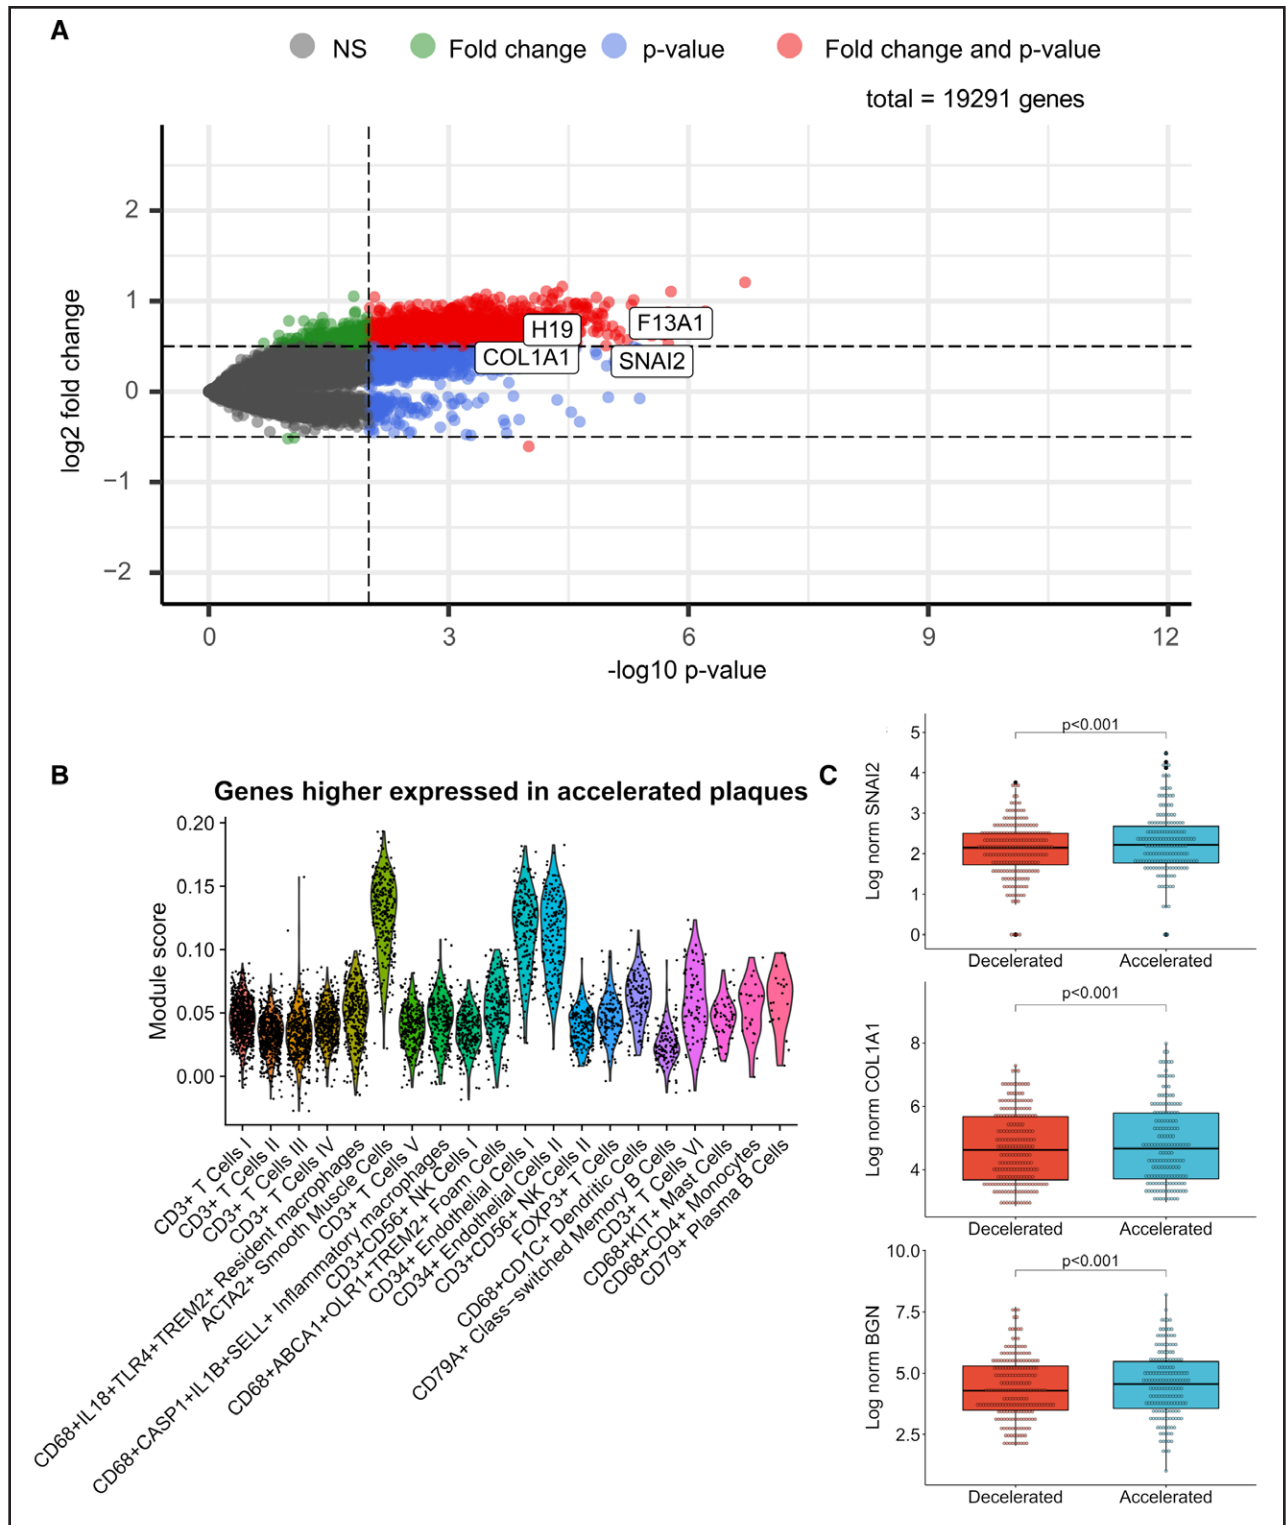 A
NS
Fold change
p-value
Fold change and p-value
total = 19291 genes
log2 fold change
2
1
0
−1
−2
H19
F13A1
COL1A1
SNAI2
0
3
6
9
12
-log10 p-value
B
Genes higher expressed in accelerated plaques
Module score
0.20
0.15
0.10
0.05
0.00
CD3+ T Cells I
CD3+ T Cells II
CD3+ T Cells III
CD3+ T Cells IV
CD68+IL18+TLR4+TREM2+ Resident macrophages
ACTA2+ Smooth Muscle Cells
CD3+ T Cells V
CD68+CASP1+IL1B+SELL+ Inflammatory macrophages
CD3+CD56+ NK Cells I
CD68+ABCA1+OLR1+TREM2+ Foam Cells
CD34+ Endothelial Cells I
CD34+ Endothelial Cells II
CD3+CD56+ NK Cells II
FOXP3+ T Cells
CD68+CD1C+ Dendritic Cells
CD79A+ Class−switched Memory B Cells
CD3+ T Cells VI
CD68+KIT+ Mast Cells
CD68+CD4+ Monocytes
CD79+ Plasma B Cells
C
Log norm SNAI2
5
4
3
2
1
0
p<0.001
Decelerated
Accelerated
Log norm COL1A1
8
6
4
p<0.001
Decelerated
Accelerated
Log norm BGN
10.0
7.5
5.0
2.5
p<0.001
Decelerated
Accelerated